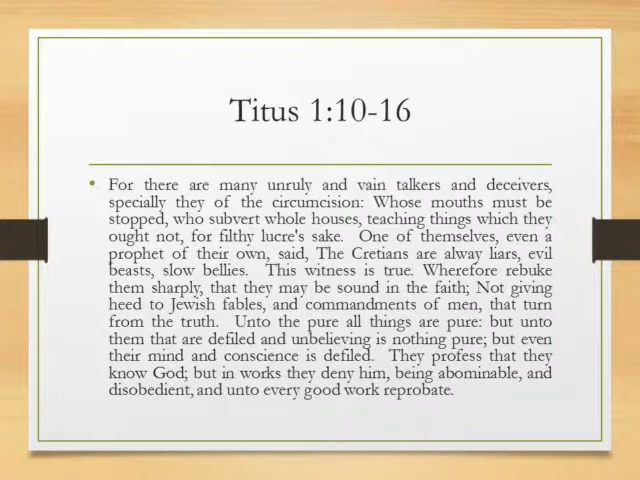 Titus 1:10-16
• For there are many unruly and vain talkers and deceivers,
specially they of the circumcision: Whose mouths must be
stopped, who subvert whole houses, teaching things which they
ought not, for filthy lucre's sake. One of themselves, even a
prophet of their own, said, The Cretians are alway liars, evil
beasts, slow bellies. This witness is true. Wherefore rebuke
them sharply, that they may be sound in the faith; Not giving
heed to Jewish fables, and commandments of men, that turn
from the truth. Unto the pure all things are pure: but unto
them that are defiled and unbelieving is nothing pure; but even
their mind and conscience is defiled. They profess that they
know God; but in works they deny him, being abominable, and
disobedient, and unto every good work reprobate.